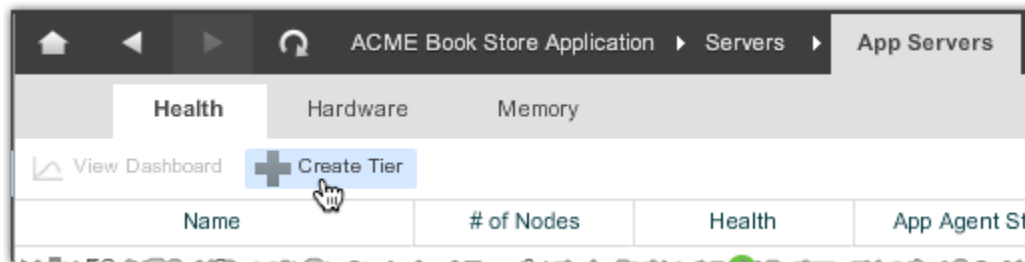 ACME Book Store Application Servers App Servers
Health Hardware Memory
View Dashboard Create Tier
Name # of Nodes Health App Agent St